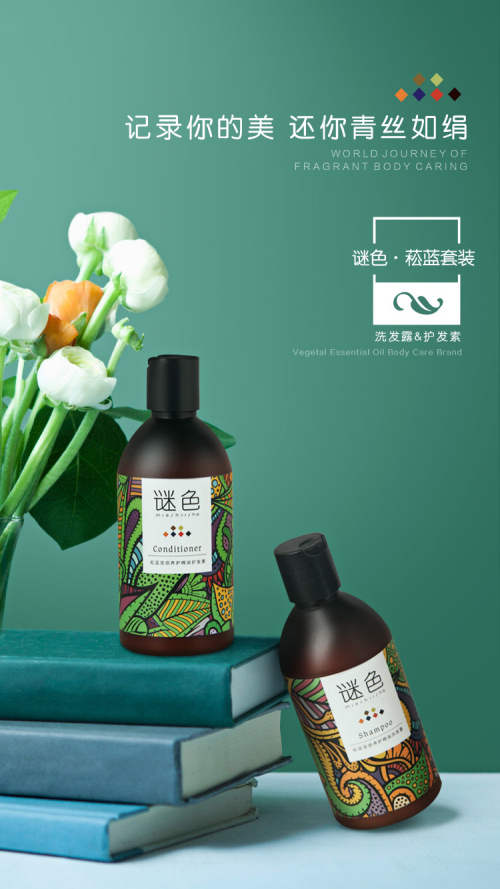 记录你的美 还你青丝如绢
WORLD JOURNEY OF
FRAGRANT BODY CARING
谜色·菘蓝套装
洗发露&护发素
Vegetal Essential Oil Body Care Brand
谜色
Conditioner
谜色
Shampoo